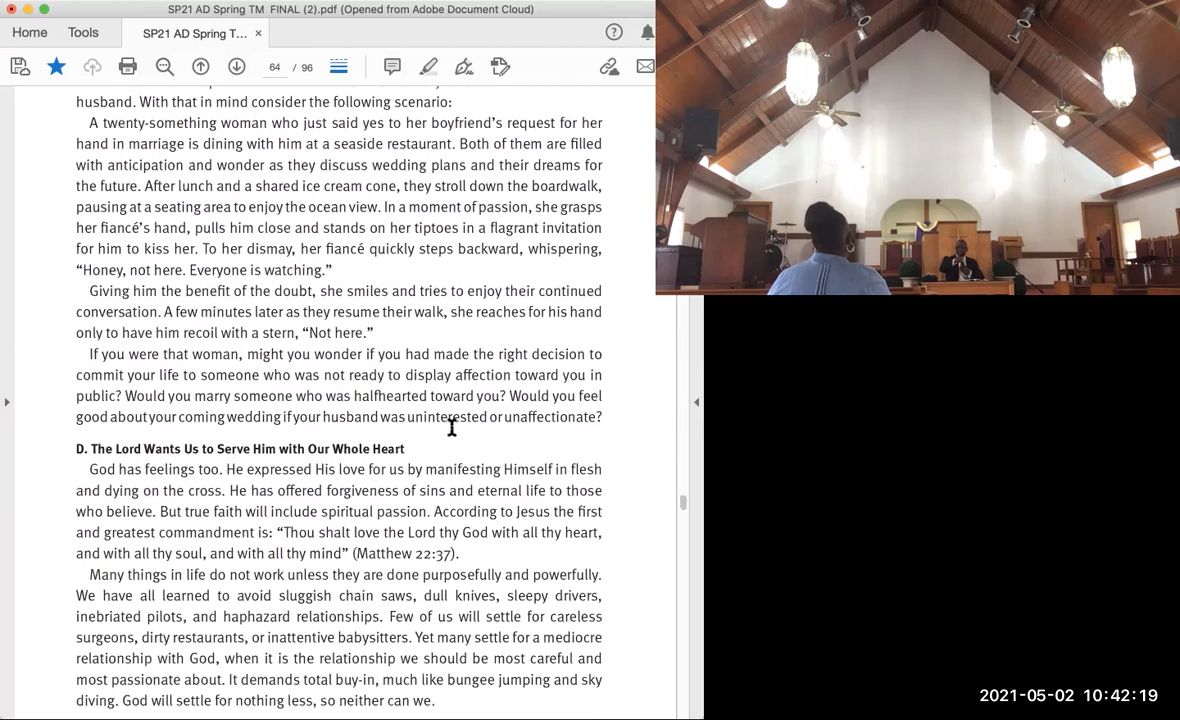 SP21 AD Spring TM FINAL (2).pdf (Opened from Adobe Document Cloud)
Home Tools SP21 AD Spring T... ×
64 / 96
husband. With that in mind consider the following scenario:
A twenty-something woman who just said yes to her boyfriend’s request for her
hand in marriage is dining with him at a seaside restaurant. Both of them are filled
with anticipation and wonder as they discuss wedding plans and their dreams for
the future. After lunch and a shared ice cream cone, they stroll down the boardwalk,
pausing at a seating area to enjoy the ocean view. In a moment of passion, she grasps
her fiancé’s hand, pulls him close and stands on her tiptoes in a flagrant invitation
for him to kiss her. To her dismay, her fiancé quickly steps backward, whispering,
“Honey, not here. Everyone is watching.”
Giving him the benefit of the doubt, she smiles and tries to enjoy their continued
conversation. A few minutes later as they resume their walk, she reaches for his hand
only to have him recoil with a stern, “Not here.”
If you were that woman, might you wonder if you had made the right decision to
commit your life to someone who was not ready to display affection toward you in
public? Would you marry someone who was halfhearted toward you? Would you feel
good about your coming wedding if your husband was uninterested or unaffectionate?
D. The Lord Wants Us to Serve Him with Our Whole Heart
God has feelings too. He expressed His love for us by manifesting Himself in flesh
and dying on the cross. He has offered forgiveness of sins and eternal life to those
who believe. But true faith will include spiritual passion. According to Jesus the first
and greatest commandment is: “Thou shalt love the Lord thy God with all thy heart,
and with all thy soul, and with all thy mind” (Matthew 22:37).
Many things in life do not work unless they are done purposefully and powerfully.
We have all learned to avoid sluggish chain saws, dull knives, sleepy drivers,
inebriated pilots, and haphazard relationships. Few of us will settle for careless
surgeons, dirty restaurants, or inattentive babysitters. Yet many settle for a mediocre
relationship with God, when it is the relationship we should be most careful and
most passionate about. It demands total buy-in, much like bungee jumping and sky
diving. God will settle for nothing less, so neither can we.
2021-05-02 10:42:19